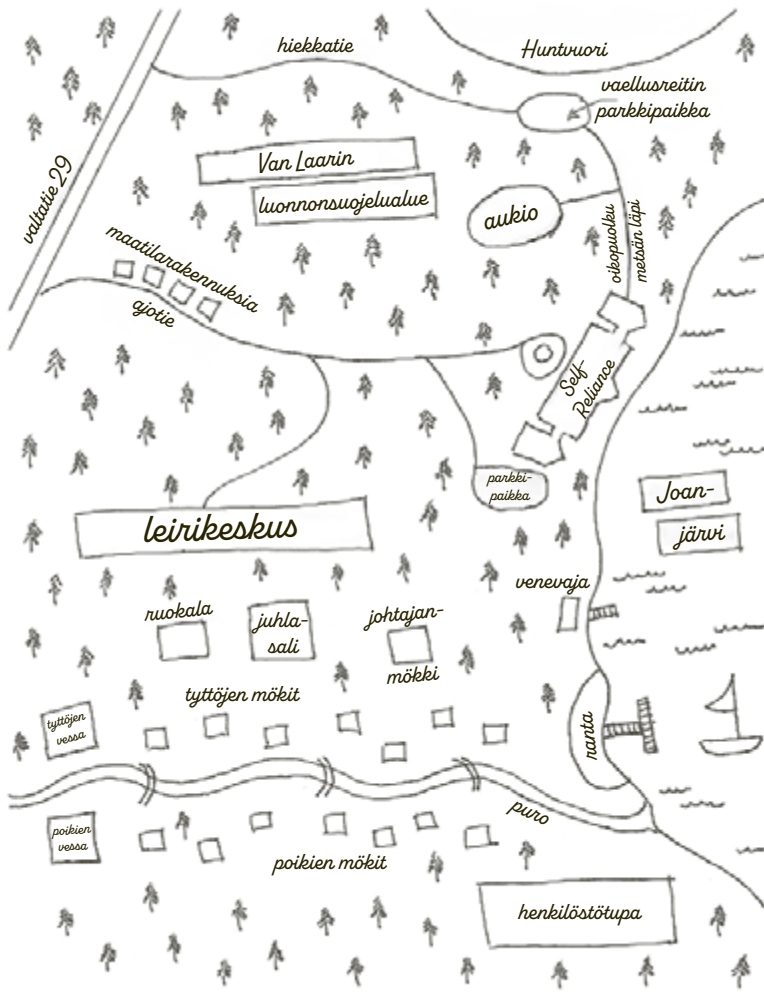 hiekkatie
Huntvuori
vaellusreitin
parkkipaikka
valtatie 29
Van Laarin
luonnonsuojelualue
aukio
oikopuolku
metsän läpi
maatilarakennuksia
ajotie
Self-
Reliance
parkki-
paikka
Joan-
järvi
leirikeskus
venevaja
ruokala
juhla-
sali
johtajan-
mökki
tyttöjen mökit
tyttöjen
vessa
ranta
puro
poikien
vessa
poikien mökit
henkilöstötupa